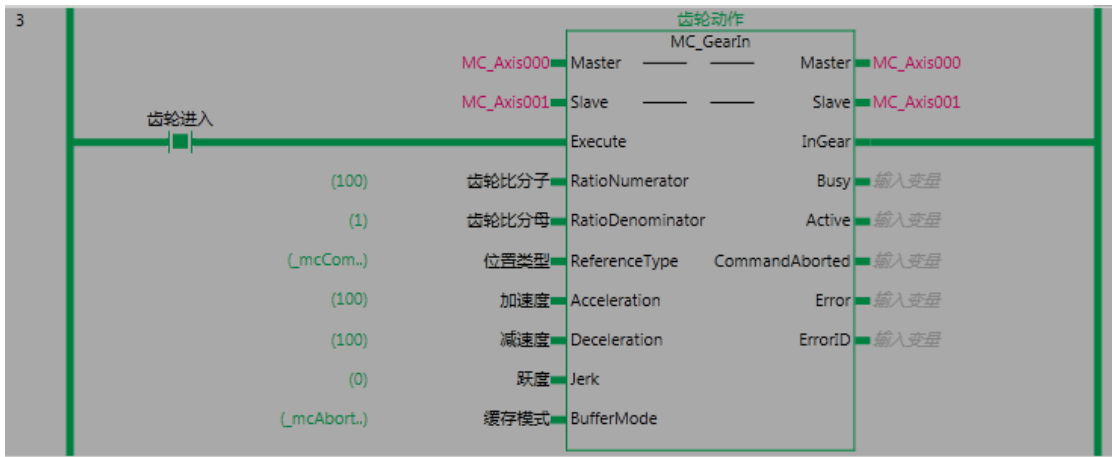 3
齿轮动作
MC_GearIn
MC_Axis000 Master Master MC_Axis000
MC_Axis001 Slave Slave MC_Axis001
齿轮进入
Execute InGear
(100) 齿轮比分子 RatioNumerator Busy 输入变量
(1) 齿轮比分母 RatioDenominator Active 输入变量
(_mcCom..) 位置类型 ReferenceType CommandAborted 输入变量
(100) 加速度 Acceleration Error 输入变量
(100) 减速度 Deceleration ErrorID 输入变量
(0) 跃度 Jerk
(_mcAbort..) 缓存模式 BufferMode